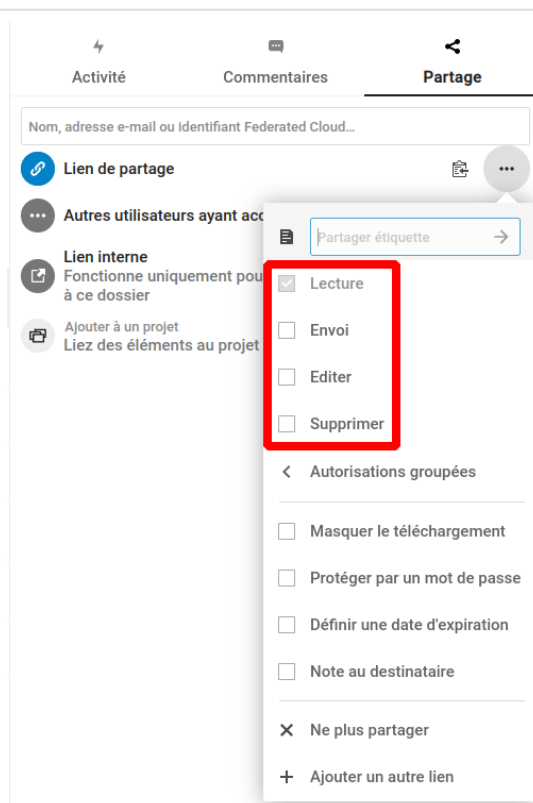 Activité
Commentaires
Partage
Nom, adresse e-mail ou identifiant Federated Cloud...
Lien de partage
Autres utilisateurs ayant acc
Lien interne
Fonctionne uniquement pou
à ce dossier
Ajouter à un projet
Liez des éléments au projet
Partager étiquette
Lecture
Envoi
Editer
Supprimer
Autorisations groupées
Masquer le téléchargement
Protéger par un mot de passe
Définir une date d'expiration
Note au destinataire
Ne plus partager
Ajouter un autre lien